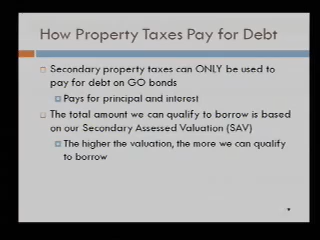 How Property Taxes Pay for Debt
Secondary property taxes can ONLY be used to
pay for debt on GO bonds
Pays for principal and interest
The total amount we can qualify to borrow is based
on our Secondary Assessed Valuation (SAV)
The higher the valuation, the more we can qualify
to borrow